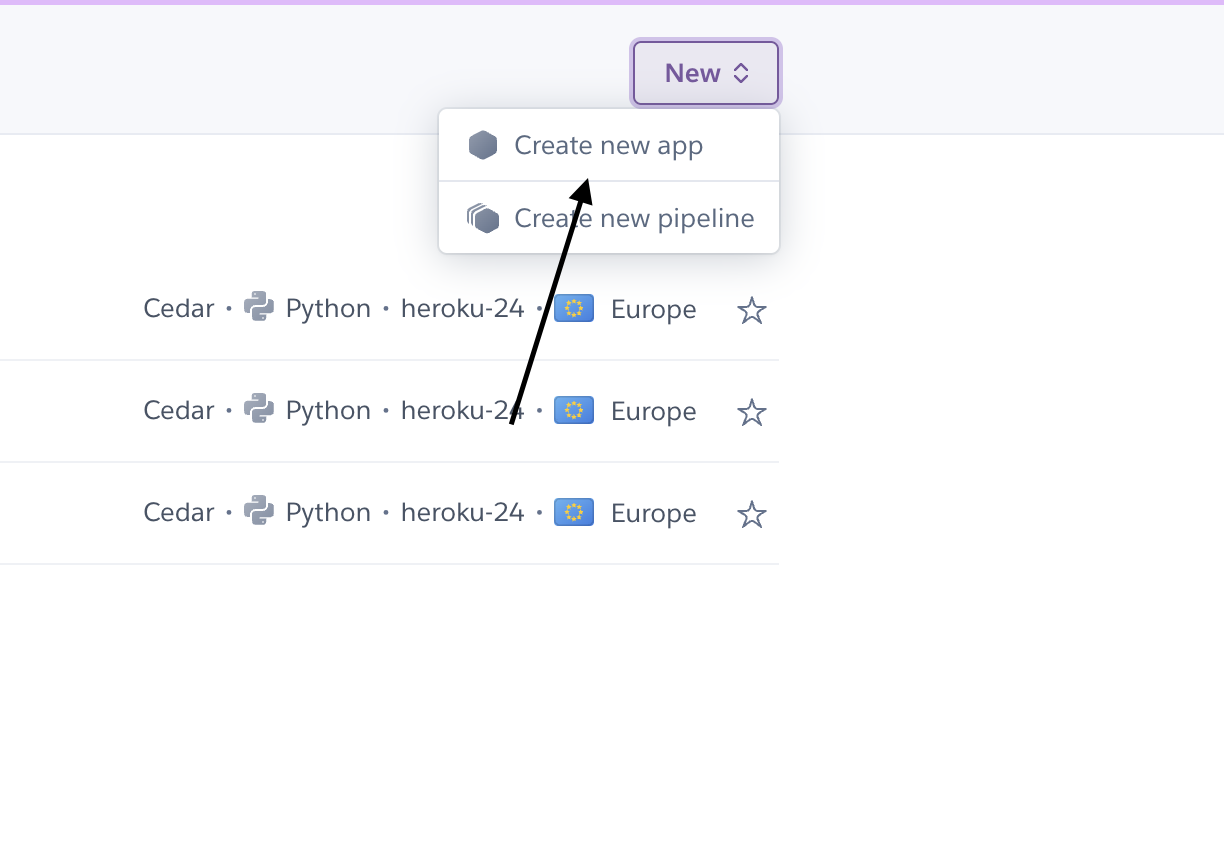 New
Create new app
Create new pipeline
Cedar · Python · heroku-24 · Europe
Cedar · Python · heroku-24 · Europe
Cedar · Python · heroku-24 · Europe